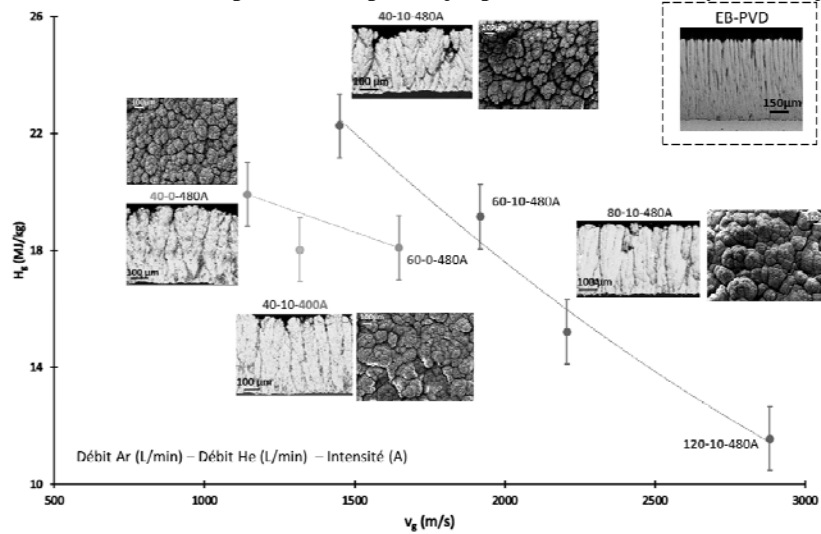 26
40-10-480A
EB-PVD
100 µm
150µm
22
40-0-480A
60-10-480A
80-10-480A
18
60-0-480A
100 µm
100 µm
40-10-400A
100 µm
14
120-10-480A
Débit Ar (L/min) – Débit He (L/min) – Intensité (A)
10
500
1000
1500
2000
2500
3000
Hg (MJ/kg)
vg (m/s)